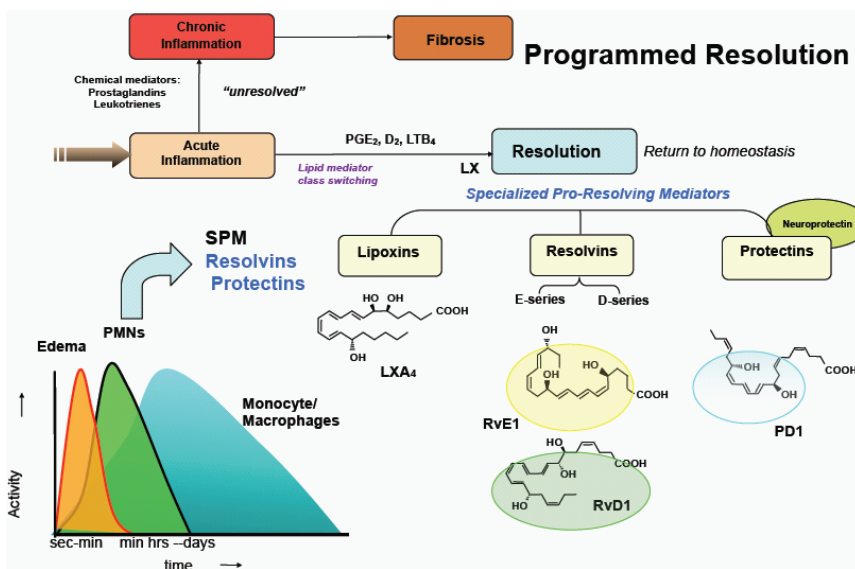 Programmed Resolution
Chronic
Inflammation
Fibrosis
Chemical mediators:
Prostaglandins
Leukotrienes
“unresolved”
Acute
Inflammation
PGE₂, D₂, LTB₄
Lipid mediator
class switching
LX
Resolution
Return to homeostasis
Specialized Pro-Resolving Mediators
Neuroprotectin
Lipoxins
Resolvins
Protectins
E-series
D-series
SPM
Resolvins
Protectins
PMNs
Edema
Monocyte/
Macrophages
Activity
sec-min
min hrs --days
time
HO
OH
COOH
OH
LXA₄
OH
OH
OH
COOH
RvE1
HO
OH
COOH
OH
RvD1
OH
OH
COOH
PD1